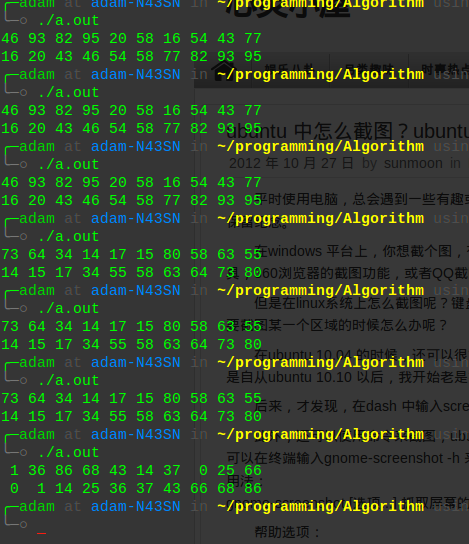 ╭─adam at adam-N43SN in ~/programming/Algorithm using
╰─○ ./a.out
46 93 82 95 20 58 16 54 43 77
16 20 43 46 54 58 77 82 93 95
╭─adam at adam-N43SN in ~/programming/Algorithm using
╰─○ ./a.out
46 93 82 95 20 58 16 54 43 77
16 20 43 46 54 58 77 82 93 95
╭─adam at adam-N43SN in ~/programming/Algorithm using
╰─○ ./a.out
46 93 82 95 20 58 16 54 43 77
16 20 43 46 54 58 77 82 93 95
╭─adam at adam-N43SN in ~/programming/Algorithm using
╰─○ ./a.out
73 64 34 14 17 15 80 58 63 55
14 15 17 34 55 58 63 64 73 80
╭─adam at adam-N43SN in ~/programming/Algorithm using
╰─○ ./a.out
73 64 34 14 17 15 80 58 63 55
14 15 17 34 55 58 63 64 73 80
╭─adam at adam-N43SN in ~/programming/Algorithm using
╰─○ ./a.out
73 64 34 14 17 15 80 58 63 55
14 15 17 34 55 58 63 64 73 80
╭─adam at adam-N43SN in ~/programming/Algorithm using
╰─○ ./a.out
1 36 86 68 43 14 37 0 25 66
0 1 14 25 36 37 43 66 68 86
╭─adam at adam-N43SN in ~/programming/Algorithm using
╰─○ _
ubuntu 中怎么截图？ubuntu
2012 年 10 月 27 日 by sunmoon in
平时使用电脑，总会遇到一些有趣或
在windows 平台上，你想截个图，
360浏览器的截图功能，或者QQ截
但是在linux系统上怎么截图呢？键盘
某一个区域的时候怎么办呢？
在ubuntu 10.04 的时候，还可以很
是自从ubuntu 10.10 以后，我开始老是
后来，才发现，在dash 中输入scre
可以在终端输入gnome-screenshot -h
用法：
帮助选项：